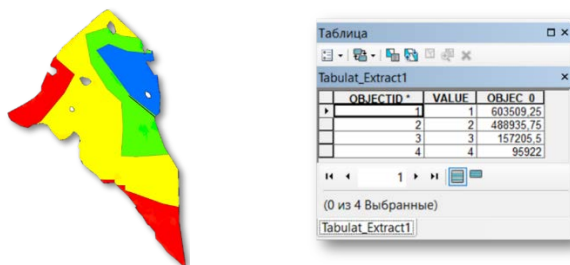 Таблица
Tabulat_Extract1
OBJECTID * VALUE OBJEC_0
1 1 603509,25
2 2 488935,75
3 3 157205,5
4 4 95922
1
(0 из 4 Выбранные)
Tabulat_Extract1